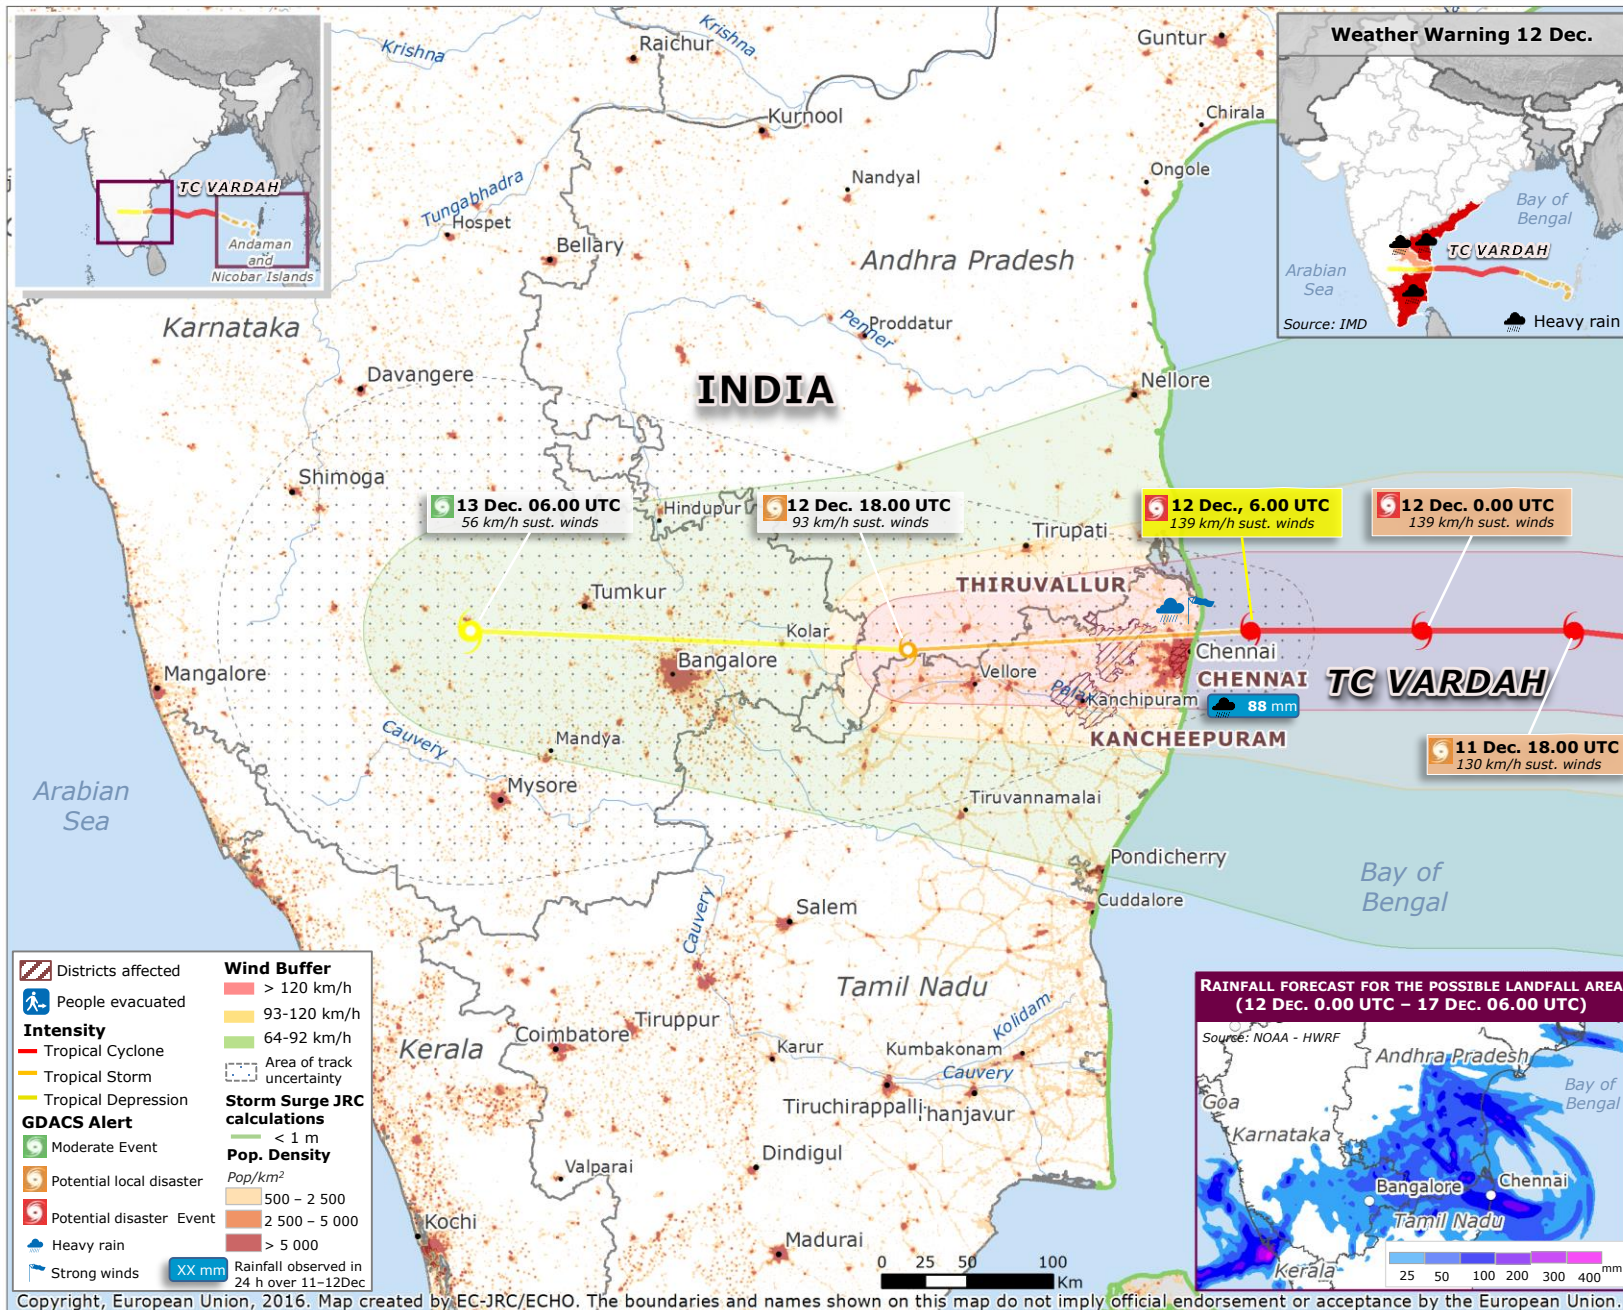 TC VARDAH
Andaman
and
Nicobar Islands
Weather Warning 12 Dec.
Bay of
Bengal
TC VARDAH
Arabian
Sea
Source: IMD
Heavy rain
Krishna
Krishna
Raichur
Guntur
Kurnool
Chirala
Ongole
Nandyal
Tungabhadra
Hospet
Bellary
Andhra Pradesh
Karnataka
Penner
Proddatur
Davangere
INDIA
Nellore
Shimoga
13 Dec. 06.00 UTC
56 km/h sust. winds
Hindupur
12 Dec. 18.00 UTC
93 km/h sust. winds
12 Dec., 6.00 UTC
139 km/h sust. winds
12 Dec. 0.00 UTC
139 km/h sust. winds
Tirupati
THIRUVALLUR
Tumkur
Kolar
Bangalore
Chennai
CHENNAI
TC VARDAH
Mangalore
Vellore
Palar
Kanchipuram
88 mm
KANCHEEPURAM
11 Dec. 18.00 UTC
130 km/h sust. winds
Cauvery
Mandya
Mysore
Tiruvannamalai
Arabian
Sea
Pondicherry
Bay of
Bengal
Cuddalore
Cauvery
Salem
Tamil Nadu
Kolidam
Kerala
Coimbatore
Tiruppur
Karur
Kumbakonam
Cauvery
Tiruchirappalli
Thanjavur
Dindigul
Valparai
Kochi
Madurai
Districts affected
People evacuated
Intensity
Tropical Cyclone
Tropical Storm
Tropical Depression
GDACS Alert
Moderate Event
Potential local disaster
Potential disaster Event
Heavy rain
Strong winds
Wind Buffer
> 120 km/h
93-120 km/h
64-92 km/h
Area of track
uncertainty
Storm Surge JRC
calculations
< 1 m
Pop. Density
Pop/km²
500 – 2 500
2 500 – 5 000
> 5 000
XX mm
Rainfall observed in
24 h over 11–12Dec
0 25 50 100
Km
RAINFALL FORECAST FOR THE POSSIBLE LANDFALL AREA
(12 DEC. 0.00 UTC – 17 DEC. 06.00 UTC)
Source: NOAA - HWRF
Andhra Pradesh
Bay of
Bengal
Goa
Karnataka
Bangalore
Chennai
Tamil Nadu
Kerala
25 50 100 200 300 400 mm
Copyright, European Union, 2016. Map created by EC-JRC/ECHO. The boundaries and names shown on this map do not imply official endorsement or acceptance by the European Union